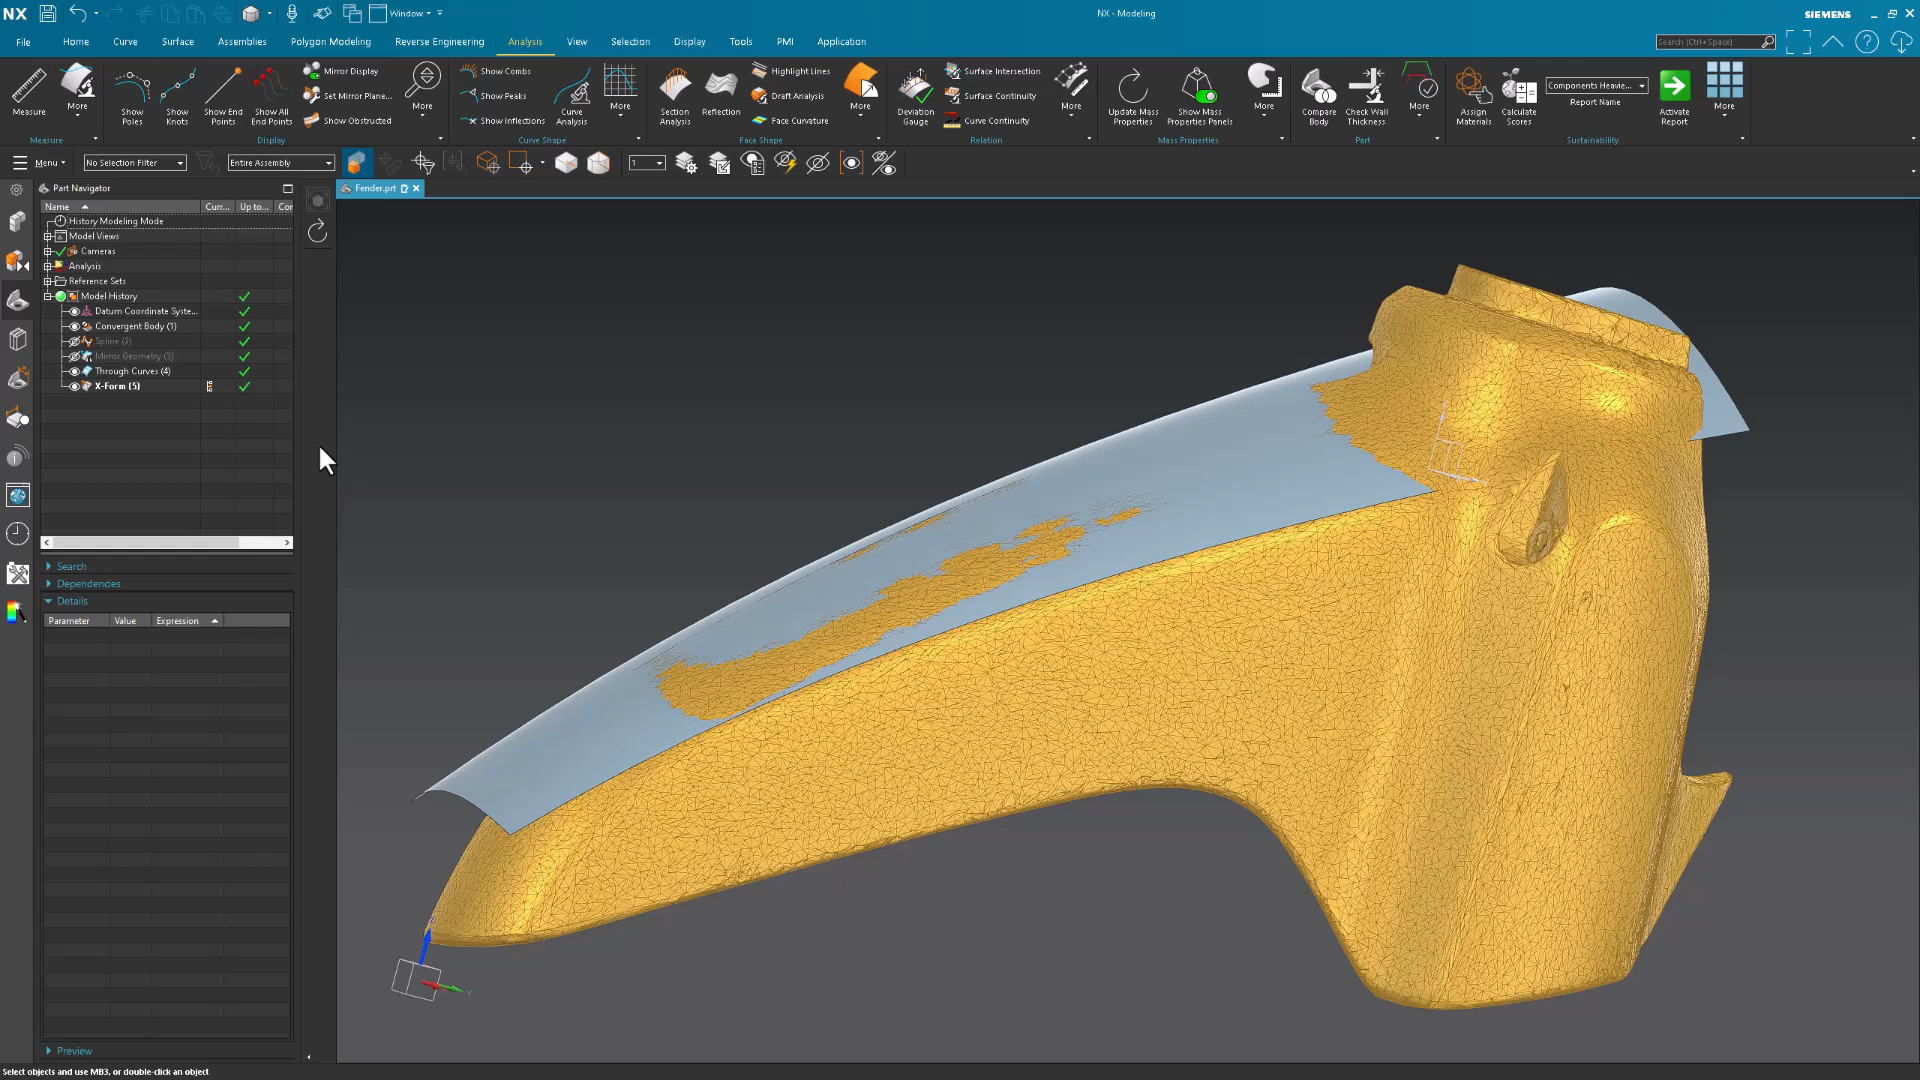 NX
Window
NX - Modeling
SIEMENS
File
Home
Curve
Surface
Assemblies
Polygon Modeling
Reverse Engineering
Analysis
View
Selection
Display
Tools
PMI
Application
Search (Ctrl+Space)
Measure
More
Measure
Show Poles
Show Knots
Show End Points
Show All End Points
Mirror Display
Set Mirror Plane...
Show Obstructed
More
Display
Show Combs
Show Peaks
Show Inflections
Curve Analysis
More
Curve Shape
Section Analysis
Reflection
Highlight Lines
Draft Analysis
Face Curvature
More
Face Shape
Deviation Gauge
Surface Intersection
Surface Continuity
Curve Continuity
More
Relation
Update Mass Properties
Show Mass Properties Panels
More
Mass Properties
Compare Body
Check Wall Thickness
More
Part
Assign Materials
Calculate Scores
Components Heavie...
Report Name
Activate Report
More
Sustainability
Menu
No Selection Filter
Entire Assembly
1
Part Navigator
Fender.prt
Name
Curr...
Up to...
Cor
History Modeling Mode
Model Views
Cameras
Analysis
Reference Sets
Model History
Datum Coordinate Syste...
Convergent Body (1)
Spline (2)
Mirror Geometry (3)
Through Curves (4)
X-Form (5)
Search
Dependencies
Details
Parameter
Value
Expression
Preview
Y
Select objects and use MB3, or double-click an object